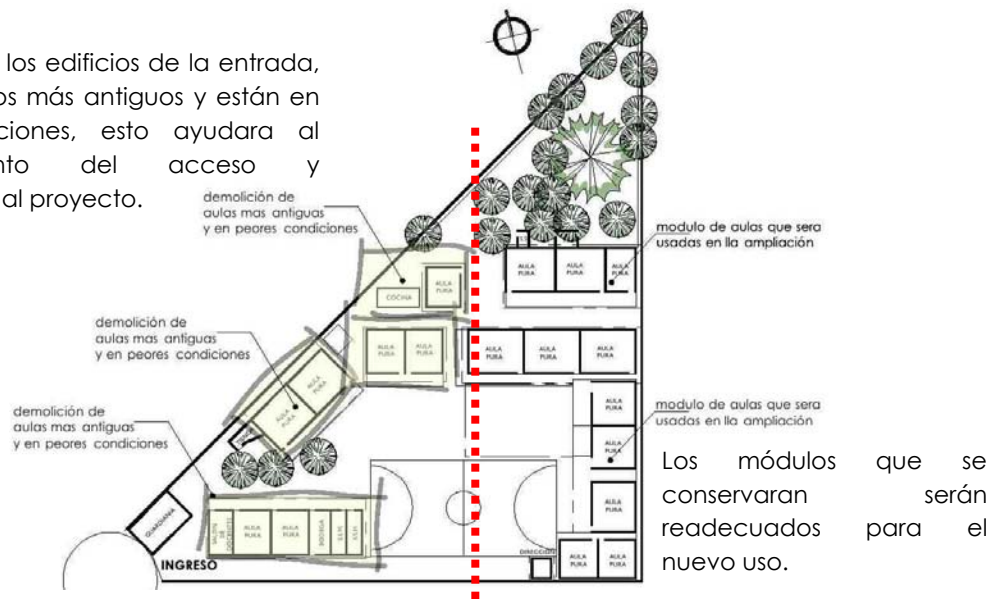 los edificios de la entrada,
os más antiguos y están en
ciones, esto ayudara al
nto del acceso y
al proyecto.
demolición de
aulas mas antiguas
y en peores condiciones
modulo de aulas que sera
usadas en lla ampliación
AULA
PURA
AULA
PURA
AULA
PURA
AULA
PURA
COCINA
demolición de
aulas mas antiguas
y en peores condiciones
AULA
PURA
AULA
PURA
AULA
PURA
AULA
PURA
AULA
PURA
AULA
PURA
AULA
PURA
demolición de
aulas mas antiguas
y en peores condiciones
modulo de aulas que sera
usadas en lla ampliación
AULA
PURA
AULA
PURA
Los módulos que se
conservaran serán
readecuados para el
nuevo uso.
AULA
PURA
GUARDIANIA
SALON
DE
DOCENTES
AULA
PURA
AULA
PURA
BODEGA
S.S.H.
S.S.H.
DIRECCION
AULA
PURA
AULA
PURA
INGRESO